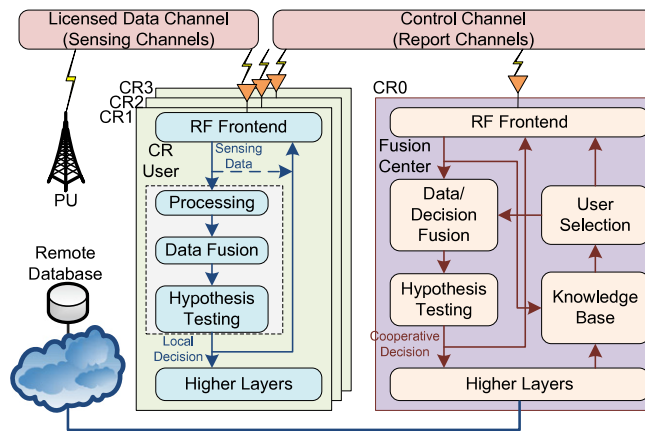 Licensed Data Channel
(Sensing Channels)
Control Channel
(Report Channels)
CR3
CR2
CR1
RF Frontend
CR
User
Sensing
Data
Processing
Data Fusion
Hypothesis
Testing
Local
Decision
Higher Layers
PU
Remote
Database
CR0
RF Frontend
Fusion
Center
Data/
Decision
Fusion
User
Selection
Hypothesis
Testing
Knowledge
Base
Cooperative
Decision
Higher Layers